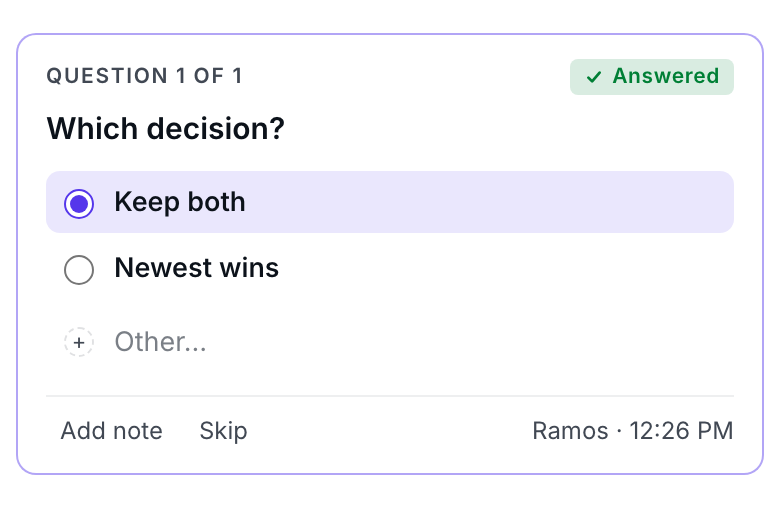 QUESTION 1 OF 1
Answered
Which decision?
Keep both
Newest wins
+ Other...
Add note Skip Ramos · 12:26 PM